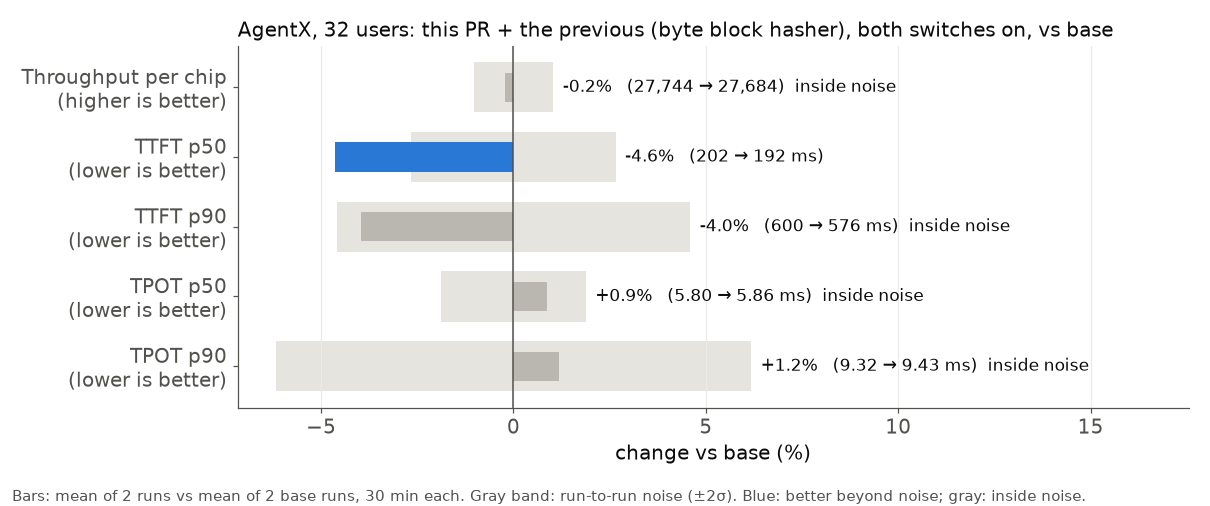 AgentX, 32 users: this PR + the previous (byte block hasher), both switches on, vs base
Throughput per chip
(higher is better)
-0.2%   (27,744 → 27,684)  inside noise
TTFT p50
(lower is better)
-4.6%   (202 → 192 ms)
TTFT p90
(lower is better)
-4.0%   (600 → 576 ms)  inside noise
TPOT p50
(lower is better)
+0.9%   (5.80 → 5.86 ms)  inside noise
TPOT p90
(lower is better)
+1.2%   (9.32 → 9.43 ms)  inside noise
−5 0 5 10 15
change vs base (%)
Bars: mean of 2 runs vs mean of 2 base runs, 30 min each. Gray band: run-to-run noise (±2σ). Blue: better beyond noise; gray: inside noise.